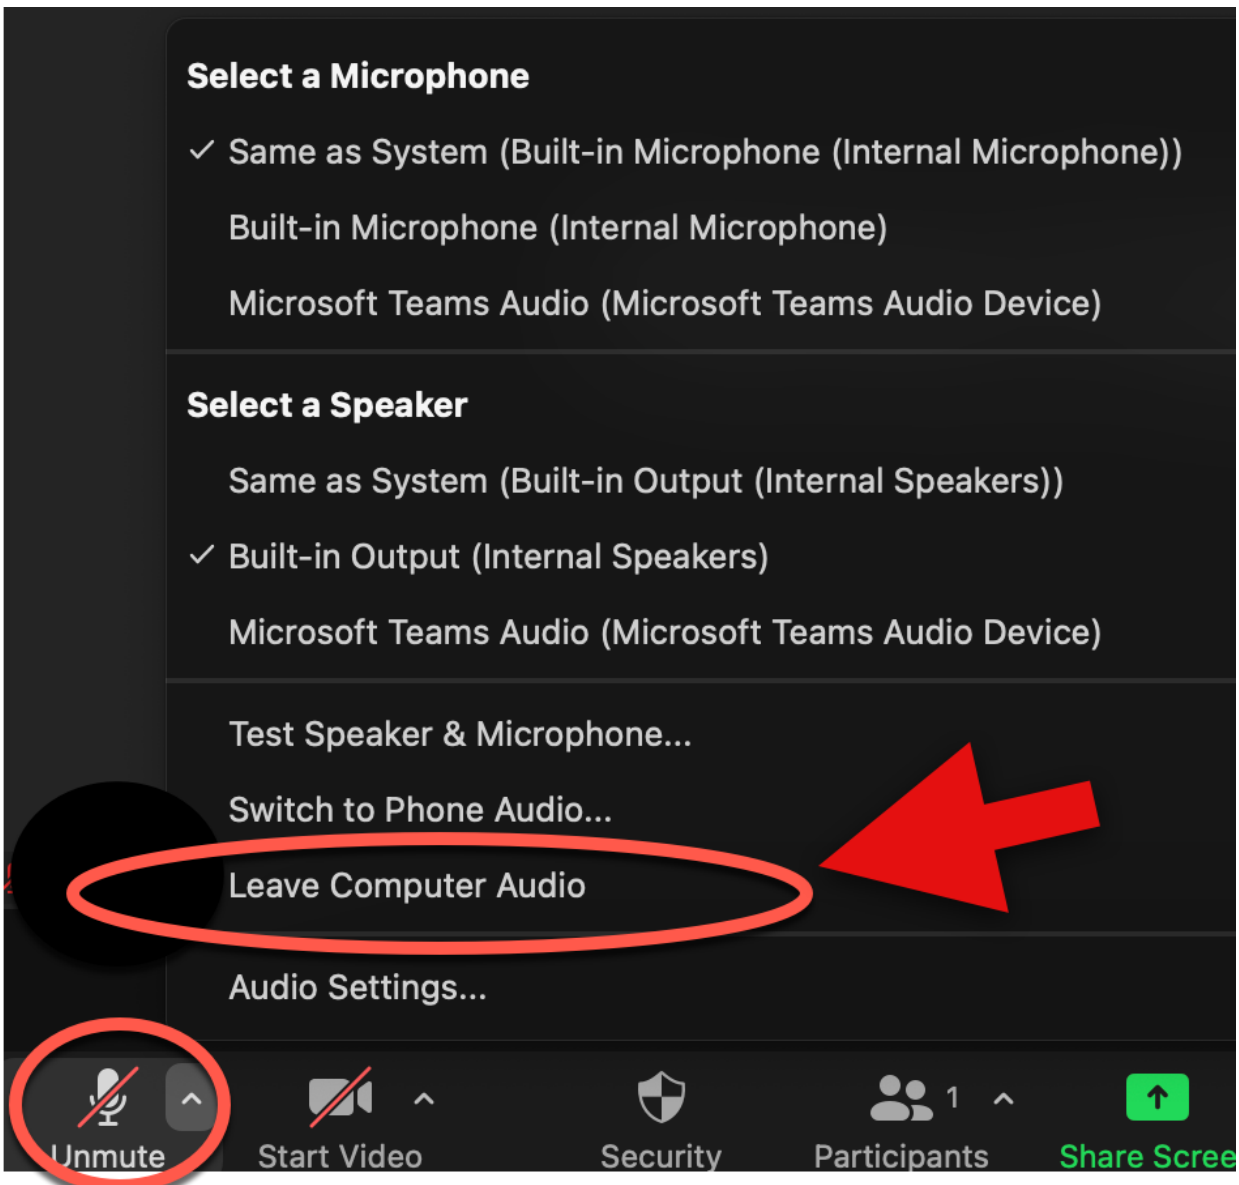 Select a Microphone
Same as System (Built-in Microphone (Internal Microphone))
Built-in Microphone (Internal Microphone)
Microsoft Teams Audio (Microsoft Teams Audio Device)
Select a Speaker
Same as System (Built-in Output (Internal Speakers))
Built-in Output (Internal Speakers)
Microsoft Teams Audio (Microsoft Teams Audio Device)
Test Speaker & Microphone...
Switch to Phone Audio...
Leave Computer Audio
Audio Settings...
1
Unmute Start Video Security Participants Share Scree